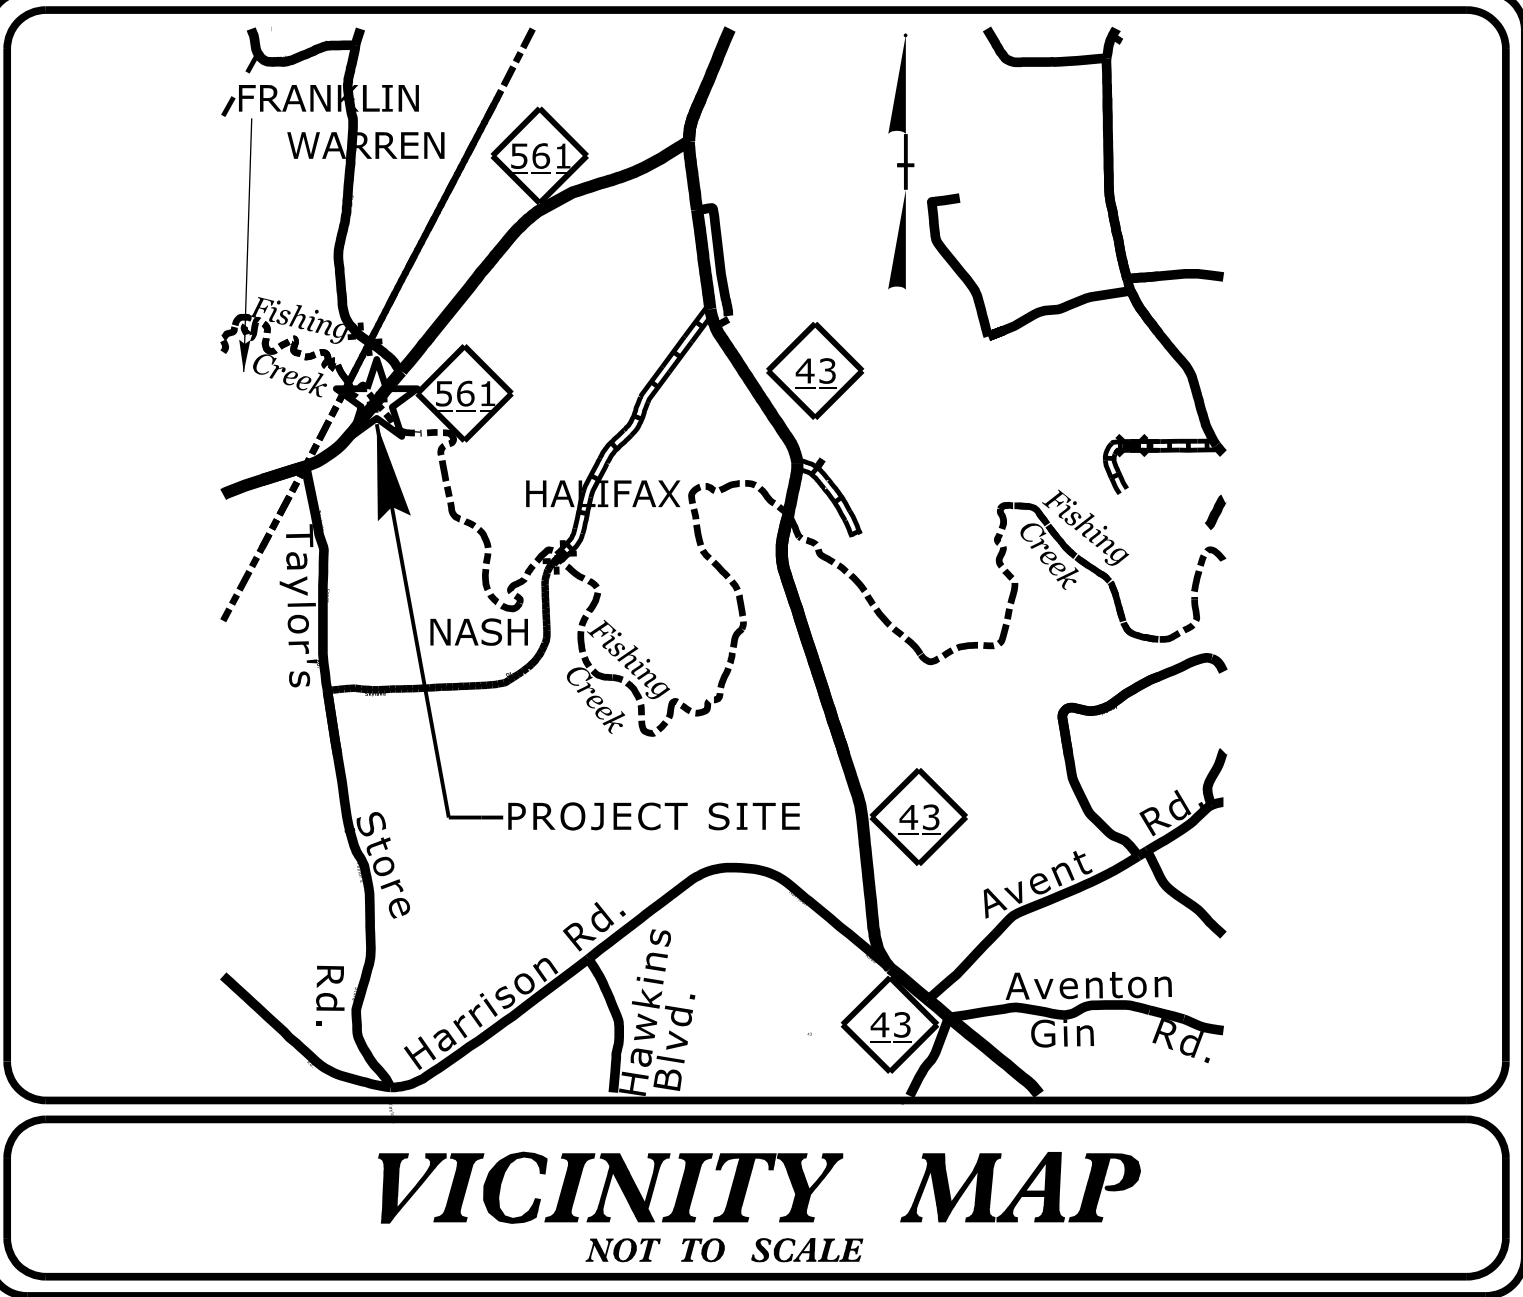 FRANKLIN
WARREN
561
Fishing
Creek
561
43
HALIFAX
Fishing
Creek
Taylor's
NASH
Fishing
Creek
PROJECT SITE
43
Store
Avent Rd.
Rd.
Harrison Rd.
Hawkins
Blvd.
43
Aventon
Gin Rd.
VICINITY MAP
NOT TO SCALE